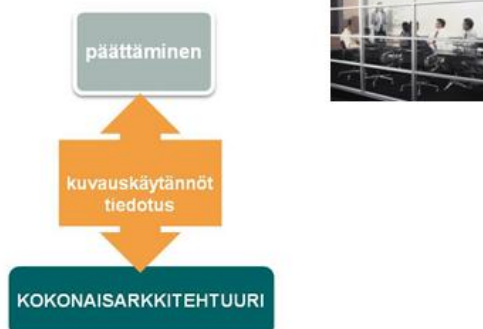 päättäminen
kuvauskäytännöt
tiedotus
KOKONAISARKKITEHTUURI